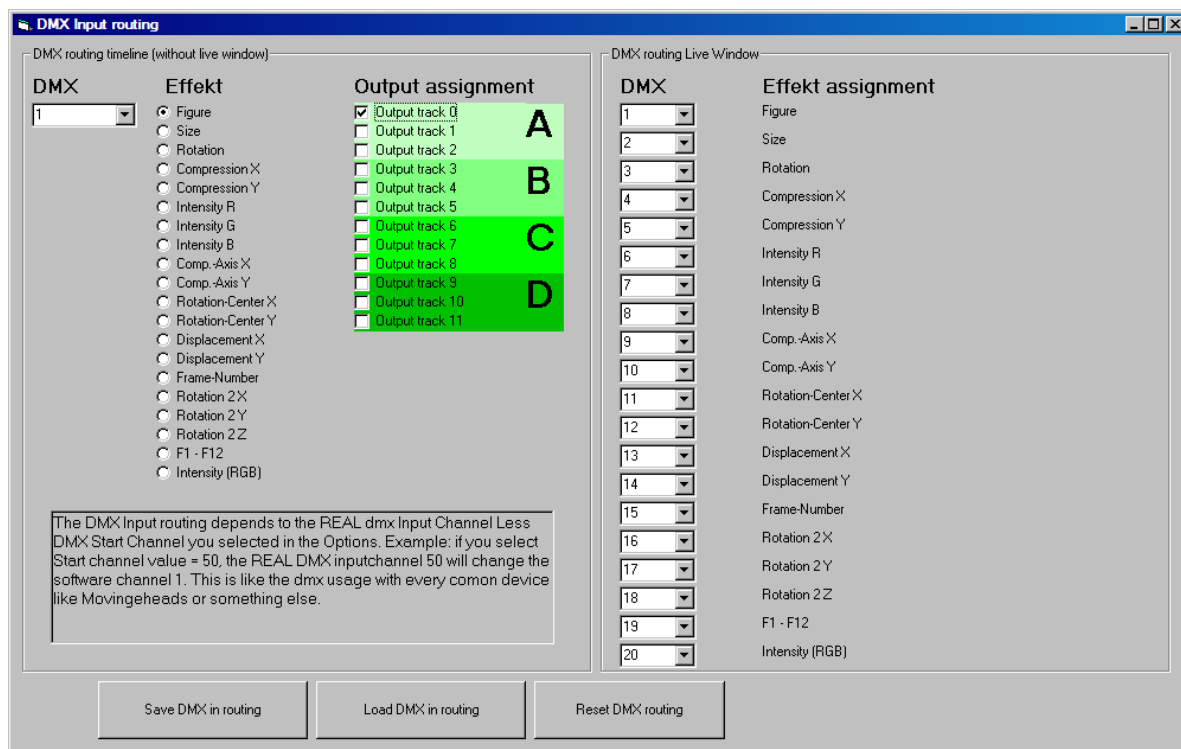 DMX Input routing
DMX routing timeline (without live window)
DMX
Effekt
Output assignment
1
Figure
Size
Rotation
Compression X
Compression Y
Intensity R
Intensity G
Intensity B
Comp.-Axis X
Comp.-Axis Y
Rotation-Center X
Rotation-Center Y
Displacement X
Displacement Y
Frame-Number
Rotation 2 X
Rotation 2 Y
Rotation 2 Z
F1 - F12
Intensity (RGB)
Output track 0
Output track 1
Output track 2
A
Output track 3
Output track 4
Output track 5
B
Output track 6
Output track 7
Output track 8
C
Output track 9
Output track 10
Output track 11
D
The DMX Input routing depends to the REAL dmx Input Channel Less
DMX Start Channel you selected in the Options. Example: if you select
Start channel value = 50, the REAL DMX inputchannel 50 will change the
software channel 1. This is like the dmx usage with every comon device
like Movingeheads or something else.
DMX routing Live Window
DMX
Effekt assignment
1 Figure
2 Size
3 Rotation
4 Compression X
5 Compression Y
6 Intensity R
7 Intensity G
8 Intensity B
9 Comp.-Axis X
10 Comp.-Axis Y
11 Rotation-Center X
12 Rotation-Center Y
13 Displacement X
14 Displacement Y
15 Frame-Number
16 Rotation 2 X
17 Rotation 2 Y
18 Rotation 2 Z
19 F1 - F12
20 Intensity (RGB)
Save DMX in routing
Load DMX in routing
Reset DMX routing